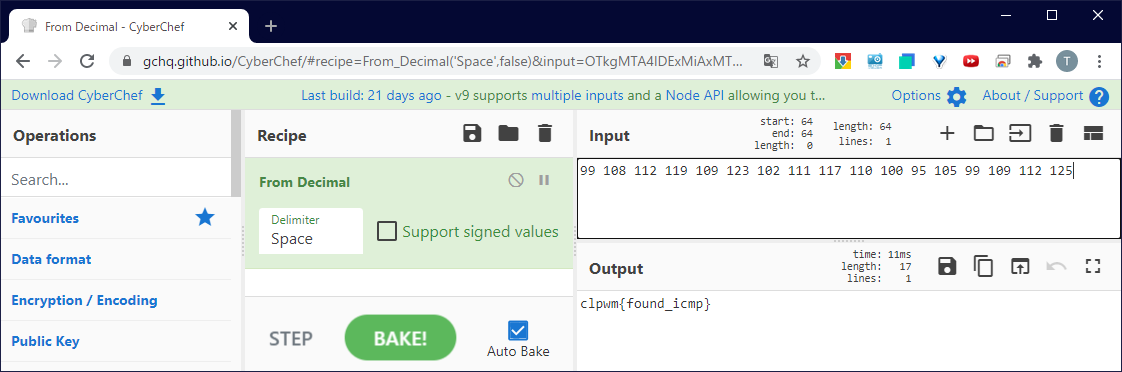 From Decimal - CyberChef
gchq.github.io/CyberChef/#recipe=From_Decimal('Space',false)&input=OTkgMTA4IDExMiAxMT...
T
Download CyberChef
Last build: 21 days ago - v9 supports multiple inputs and a Node API allowing you t...
Options
About / Support
Operations
Recipe
Input
start: 64
end: 64
length: 0
length: 64
lines: 1
Search...
From Decimal
99 108 112 119 109 123 102 111 117 110 100 95 105 99 109 112 125
Favourites
Delimiter
Space
Support signed values
Data format
Output
time: 11ms
length: 17
lines: 1
Encryption / Encoding
clpwm{found_icmp}
Public Key
STEP
BAKE!
Auto Bake